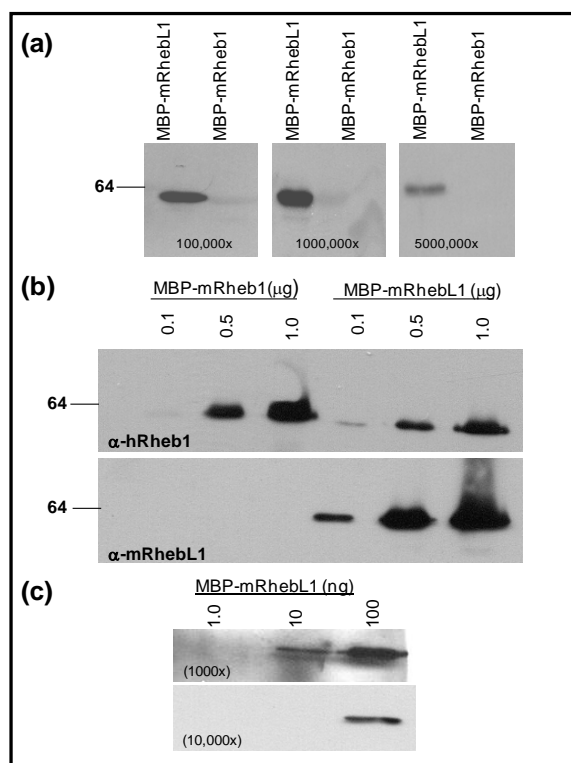 (a)
MBP-mRhebL1
MBP-mRheb1
MBP-mRhebL1
MBP-mRheb1
MBP-mRhebL1
MBP-mRheb1
64
100,000x
1000,000x
5000,000x
(b)
MBP-mRheb1(μg)
MBP-mRhebL1 (μg)
0.1
0.5
1.0
0.1
0.5
1.0
64
α-hRheb1
64
α-mRhebL1
(c)
MBP-mRhebL1 (ng)
1.0
10
100
(1000x)
(10,000x)